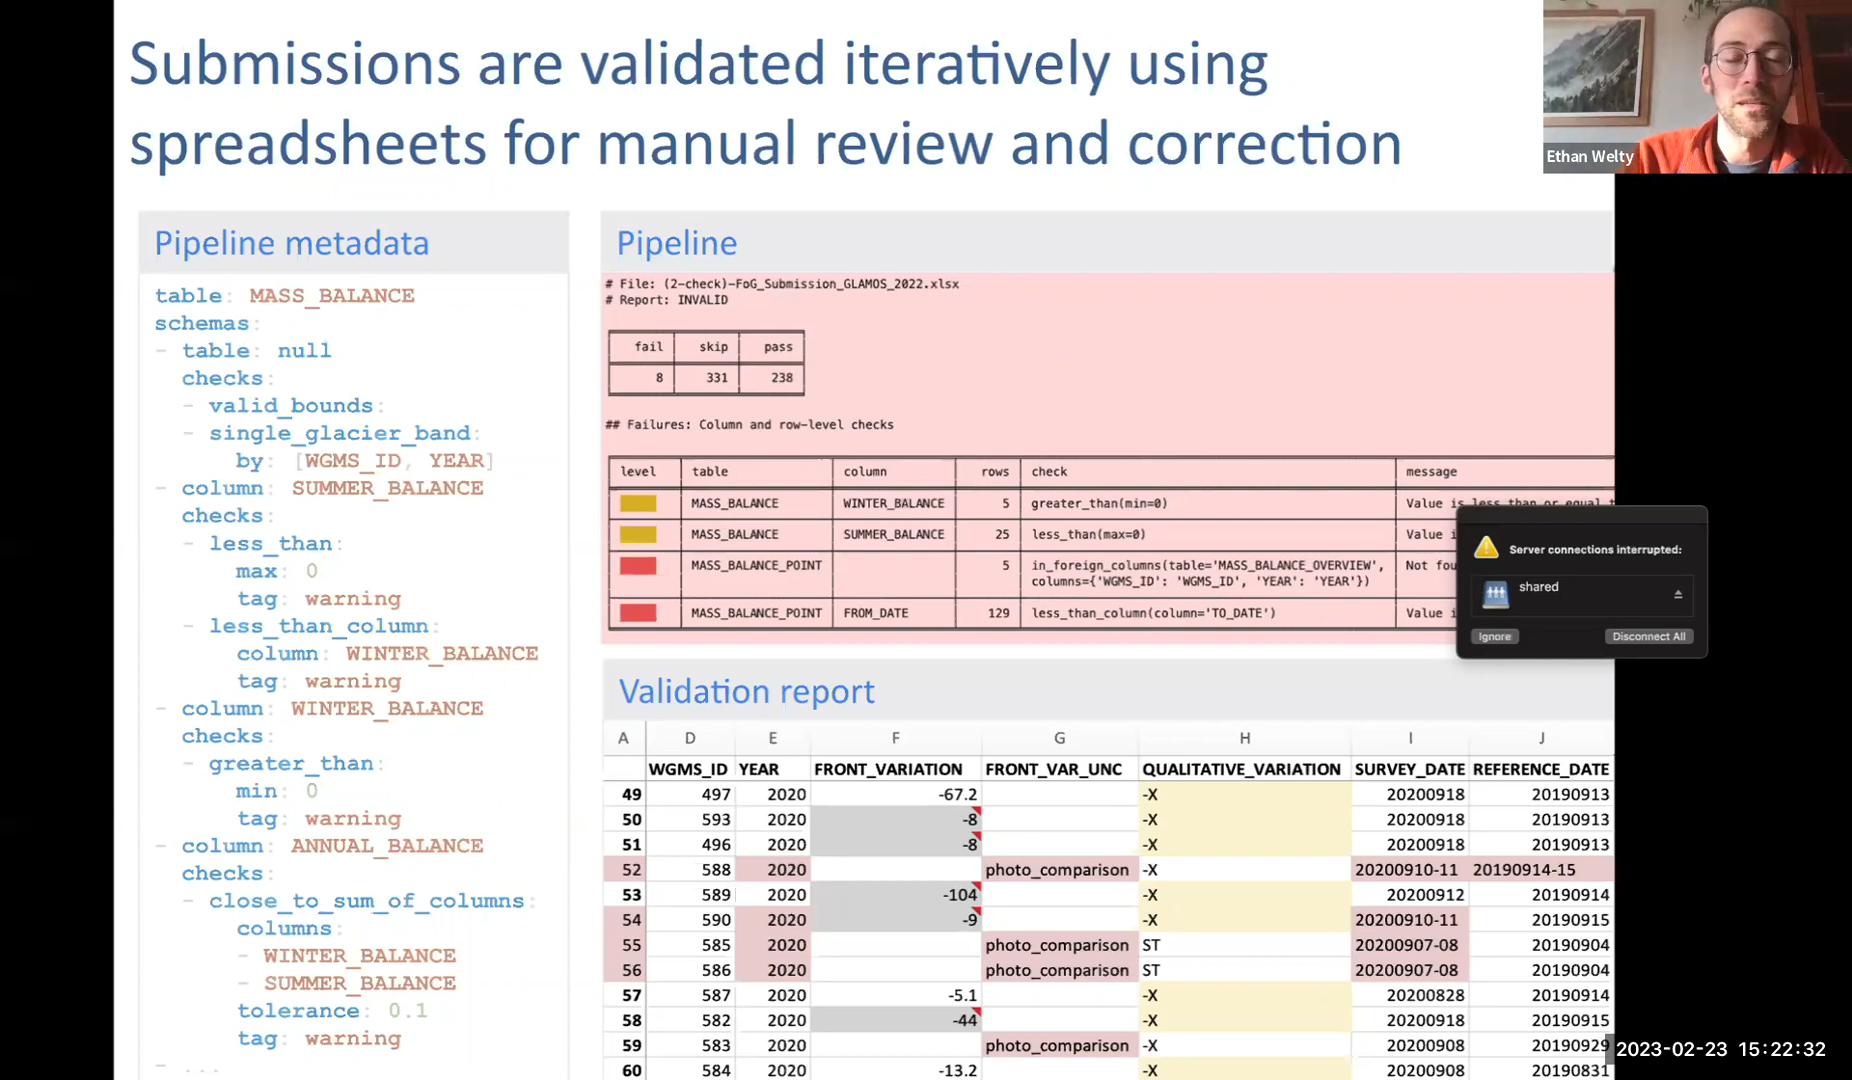 Submissions are validated iteratively using
spreadsheets for manual review and correction
Ethan Welty
Pipeline metadata
table: MASS_BALANCE
schemas:
- table: null
checks:
- valid_bounds:
- single_glacier_band:
by: [WGMS_ID, YEAR]
- column: SUMMER_BALANCE
checks:
- less_than:
max: 0
tag: warning
- less_than_column:
column: WINTER_BALANCE
tag: warning
- column: WINTER_BALANCE
checks:
- greater_than:
min: 0
tag: warning
- column: ANNUAL_BALANCE
checks:
- close_to_sum_of_columns:
columns:
- WINTER_BALANCE
- SUMMER_BALANCE
tolerance: 0.1
tag: warning
- ...
Pipeline
# File: (2-check)-FoG_Submission_GLAMOS_2022.xlsx
# Report: INVALID
fail skip pass
8 331 238
## Failures: Column and row-level checks
level table column rows check message
MASS_BALANCE WINTER_BALANCE 5 greater_than(min=0) Value is less than or equal t
MASS_BALANCE SUMMER_BALANCE 25 less_than(max=0) Value i
MASS_BALANCE_POINT 5 in_foreign_columns(table='MASS_BALANCE_OVERVIEW', Not fou
columns={'WGMS_ID': 'WGMS_ID', 'YEAR': 'YEAR'})
MASS_BALANCE_POINT FROM_DATE 129 less_than_column(column='TO_DATE') Value i
Server connections interrupted:
shared
Ignore Disconnect All
Validation report
A D E F G H I J
WGMS_ID YEAR FRONT_VARIATION FRONT_VAR_UNC QUALITATIVE_VARIATION SURVEY_DATE REFERENCE_DATE
49 497 2020 -67.2 -X 20200918 20190913
50 593 2020 -8 -X 20200918 20190913
51 496 2020 -8 -X 20200918 20190913
52 588 2020 photo_comparison -X 20200910-11 20190914-15
53 589 2020 -104 -X 20200912 20190914
54 590 2020 -9 -X 20200910-11 20190915
55 585 2020 photo_comparison ST 20200907-08 20190904
56 586 2020 photo_comparison ST 20200907-08 20190904
57 587 2020 -5.1 -X 20200828 20190914
58 582 2020 -44 -X 20200918 20190915
59 583 2020 photo_comparison -X 20200908 20190929
60 584 2020 -13.2 -X 20200908 20190831
2023-02-23 15:22:32